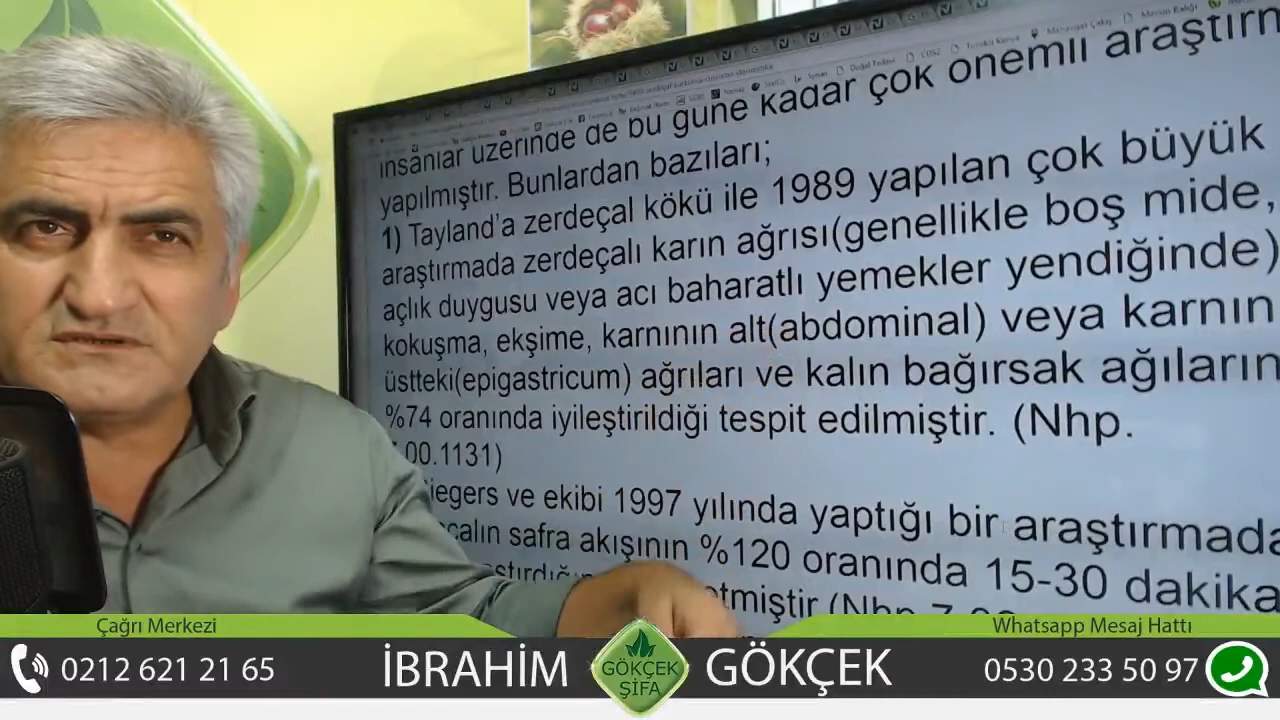 insanlar üzerinde de bu güne kadar çok önemli araştırm
yapılmıştır. Bunlardan bazıları;
1) Tayland'a zerdeçal kökü ile 1989 yapılan çok büyük
araştırmada zerdeçalı karın ağrısı(genellikle boş mide,
açlık duygusu veya acı baharatlı yemekler yendiğinde)
kokuşma, ekşime, karnının alt(abdominal) veya karnın
üstteki(epigastricum) ağrıları ve kalın bağırsak ağıların
%74 oranında iyileştirildiği tespit edilmiştir. (Nhp.
.00.1131)
iegers ve ekibi 1997 yılında yaptığı bir araştırmada
çalın safra akışının %120 oranında 15-30 dakika
etmiştir (Nhp
Çağrı Merkezi
0212 621 21 65
İBRAHİM
GÖKÇEK
ŞİFA
GÖKÇEK
Whatsapp Mesaj Hattı
0530 233 50 97